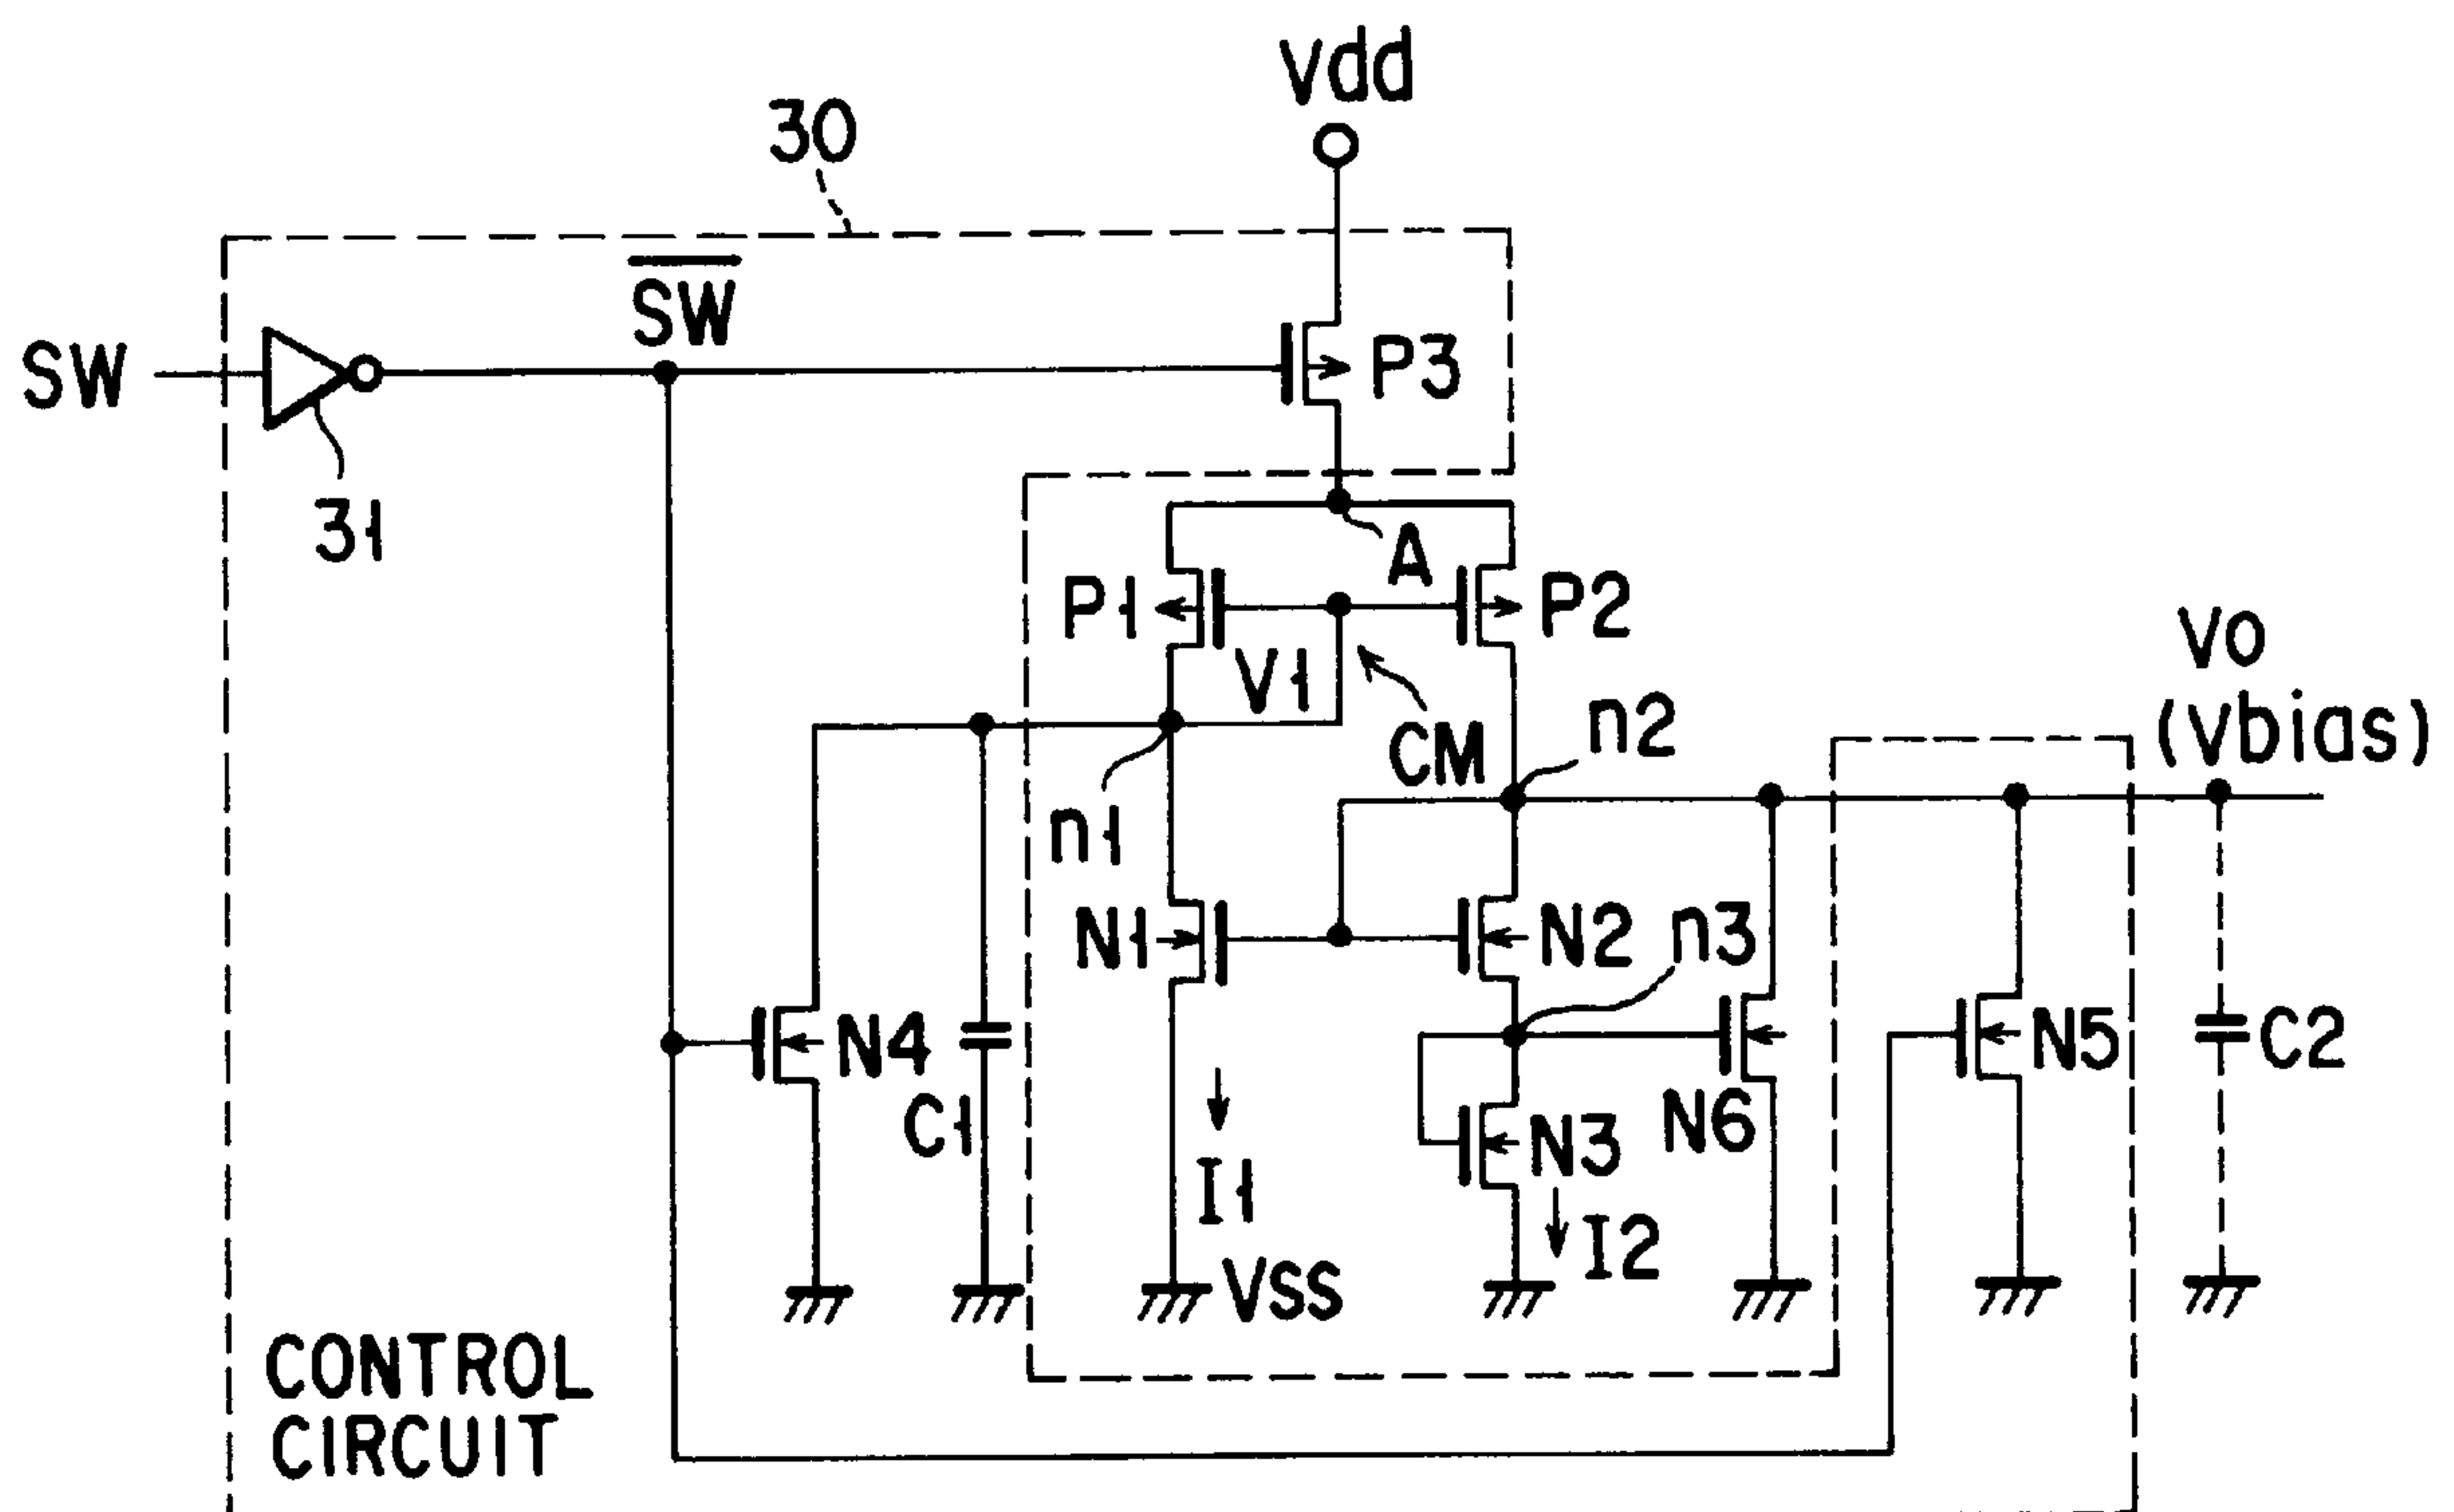 Vdd
30
SW
SW
P3
31
A
P1
P2
V1
VO
(Vbias)
n2
CM
n1
N1
N2
n3
N4
N5
C2
C1
N6
N3
I1
I2
VSS
CONTROL
CIRCUIT